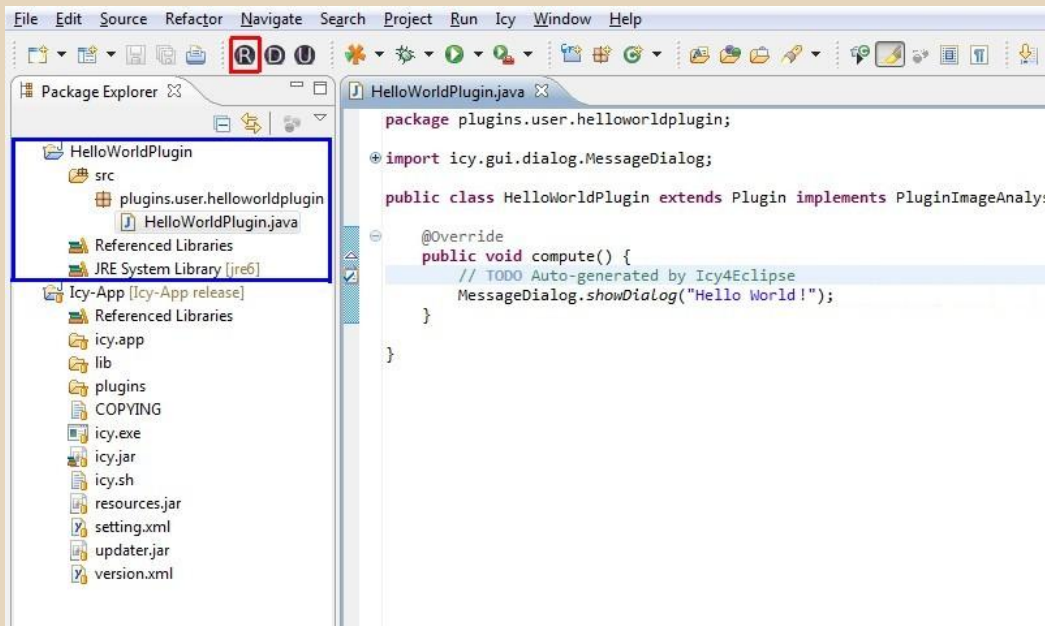 File Edit Source Refactor Navigate Search Project Run Icy Window Help
R D U
Package Explorer
HelloWorldPlugin
src
plugins.user.helloworldplugin
HelloWorldPlugin.java
Referenced Libraries
JRE System Library [jre6]
Icy-App [Icy-App release]
Referenced Libraries
icy.app
lib
plugins
COPYING
icy.exe
icy.jar
icy.sh
resources.jar
setting.xml
updater.jar
version.xml
HelloWorldPlugin.java
package plugins.user.helloworldplugin;
import icy.gui.dialog.MessageDialog;
public class HelloWorldPlugin extends Plugin implements PluginImageAnalys
@Override
public void compute() {
// TODO Auto-generated by Icy4Eclipse
MessageDialog.showDialog("Hello World!");
}
}